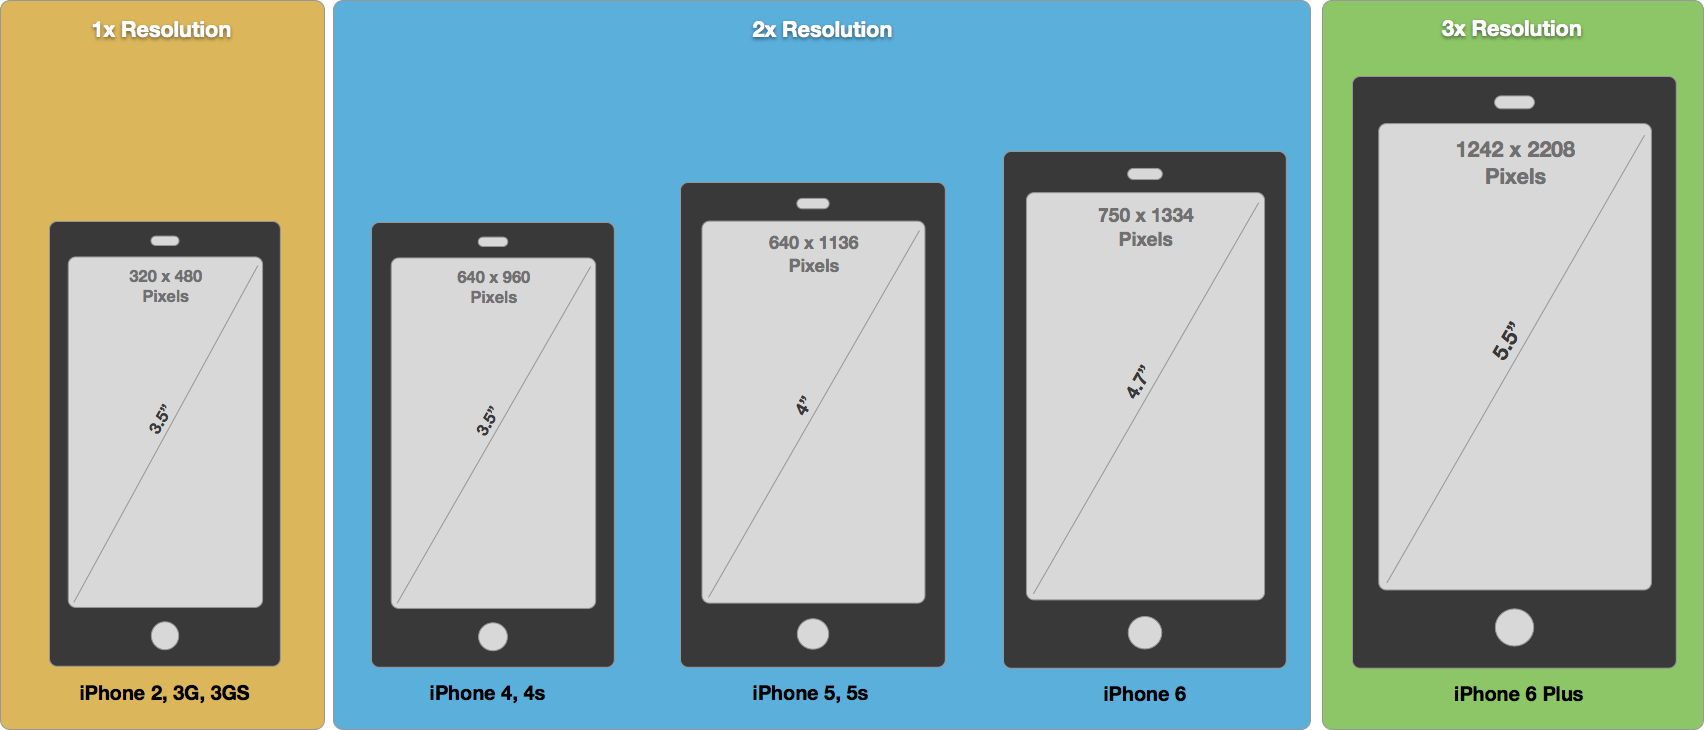 1x Resolution
320 x 480
Pixels
3.5”
iPhone 2, 3G, 3GS
2x Resolution
640 x 960
Pixels
3.5”
iPhone 4, 4s
640 x 1136
Pixels
4”
iPhone 5, 5s
750 x 1334
Pixels
4.7”
iPhone 6
3x Resolution
1242 x 2208
Pixels
5.5”
iPhone 6 Plus